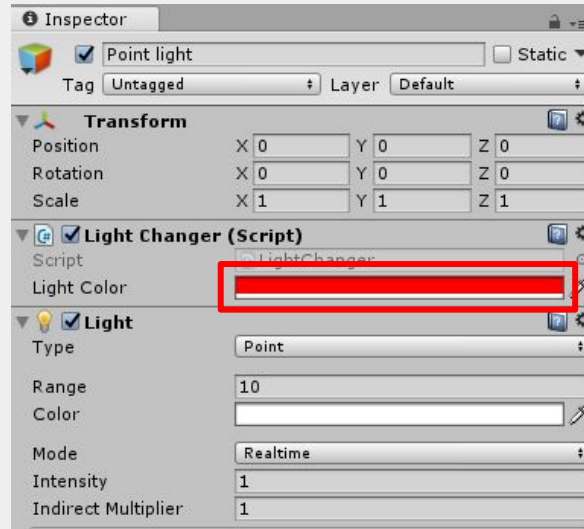 Inspector
Point light Static
Tag Untagged Layer Default
Transform
Position X 0 Y 0 Z 0
Rotation X 0 Y 0 Z 0
Scale X 1 Y 1 Z 1
Light Changer (Script)
Script LightChanger
Light Color
Light
Type Point
Range 10
Color
Mode Realtime
Intensity 1
Indirect Multiplier 1